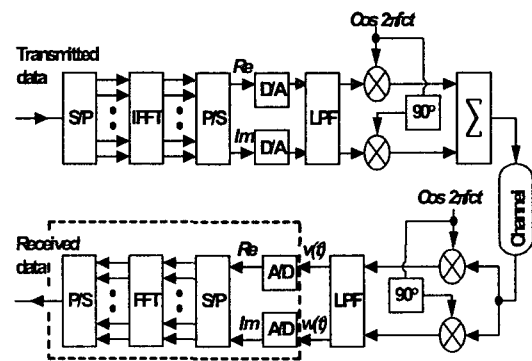 Cos 2πfct
Transmitted
data
Re
D/A
S/P
IFFT
P/S
LPF
90°
Σ
Im
D/A
Channel
Cos 2πfct
Received
data
Re
A/D
v(t)
P/S
FFT
S/P
LPF
90°
Im
A/D
w(t)